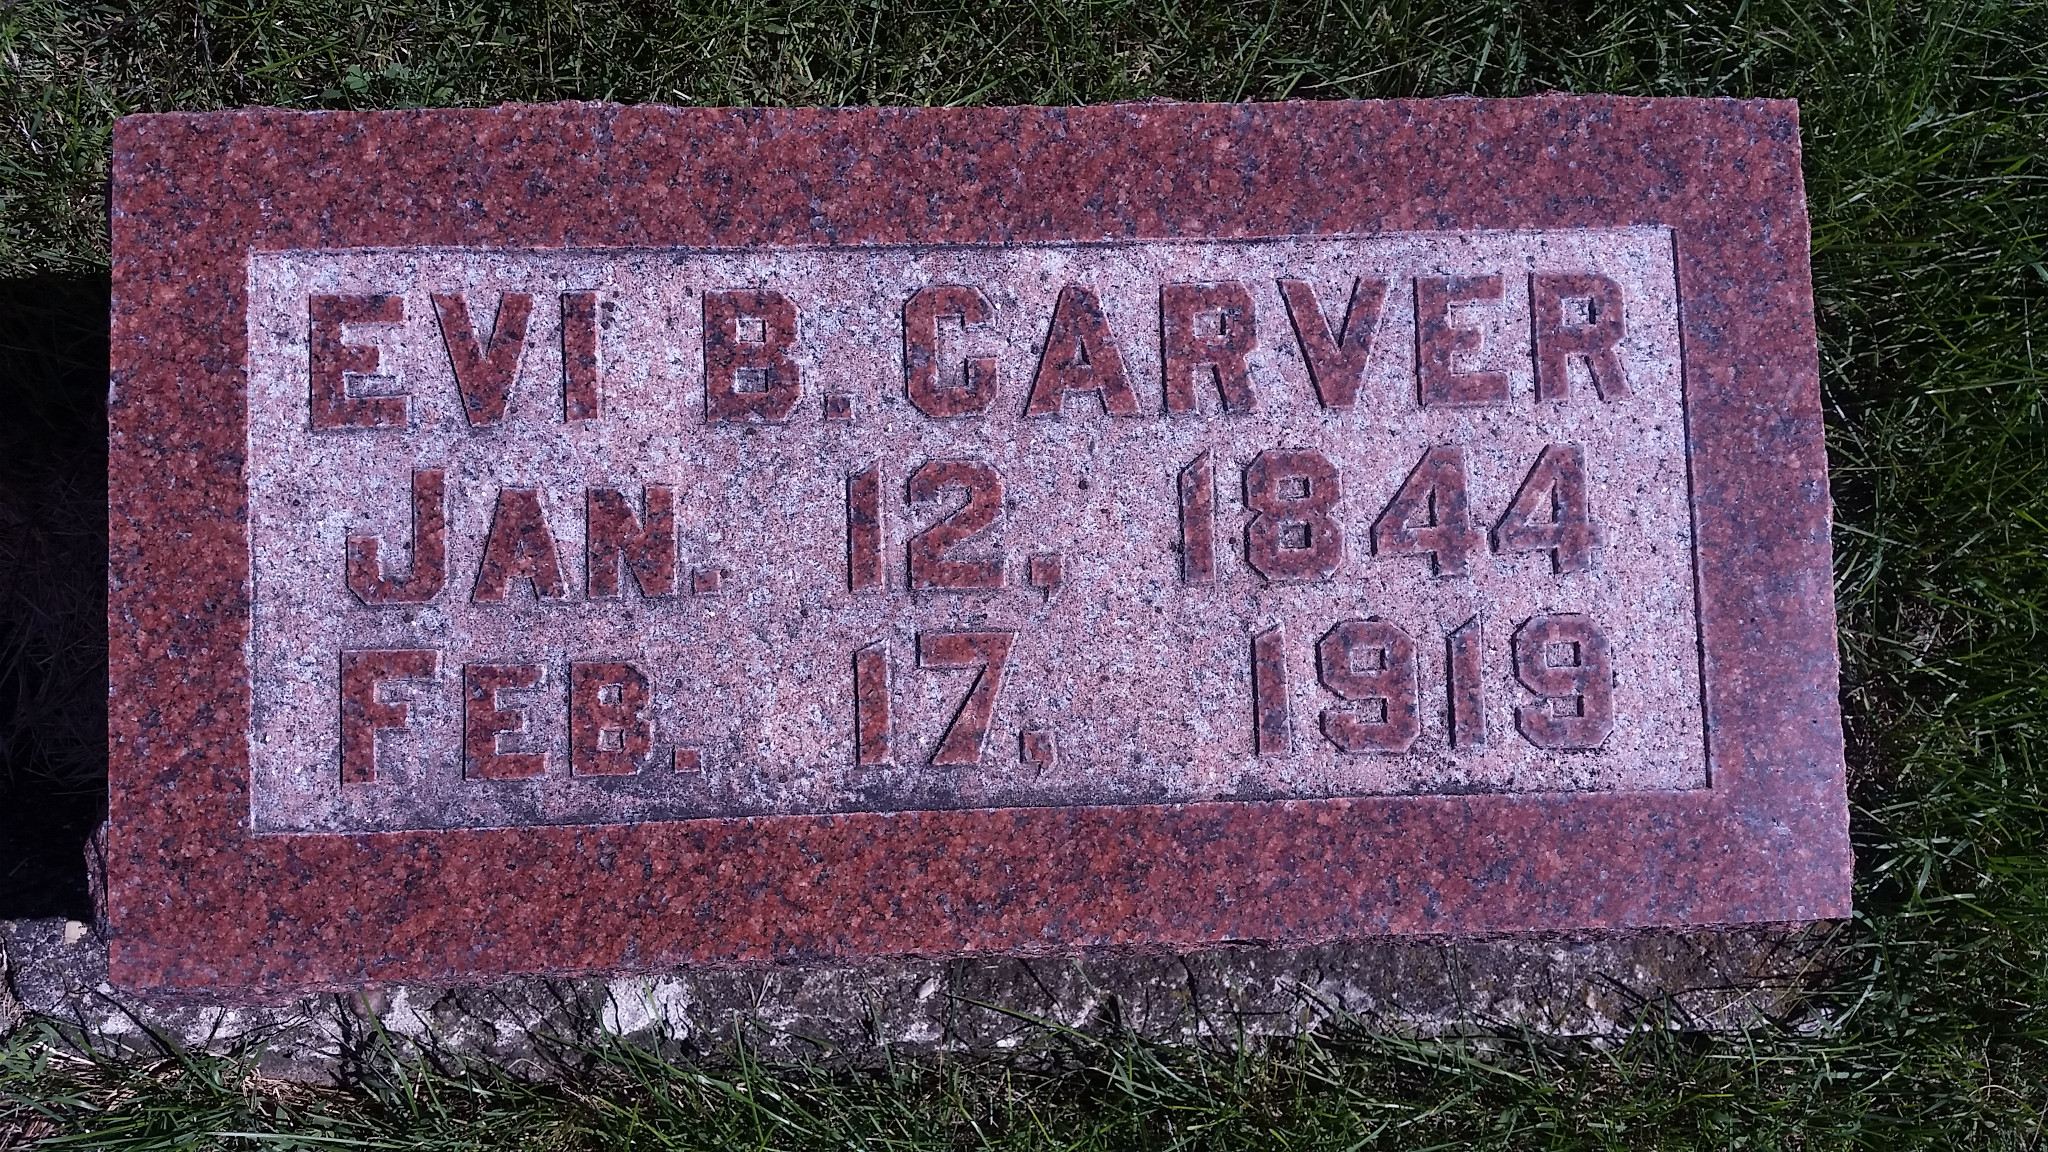 EVI B. CARVER
JAN. 12, 1844
FEB. 17, 1919